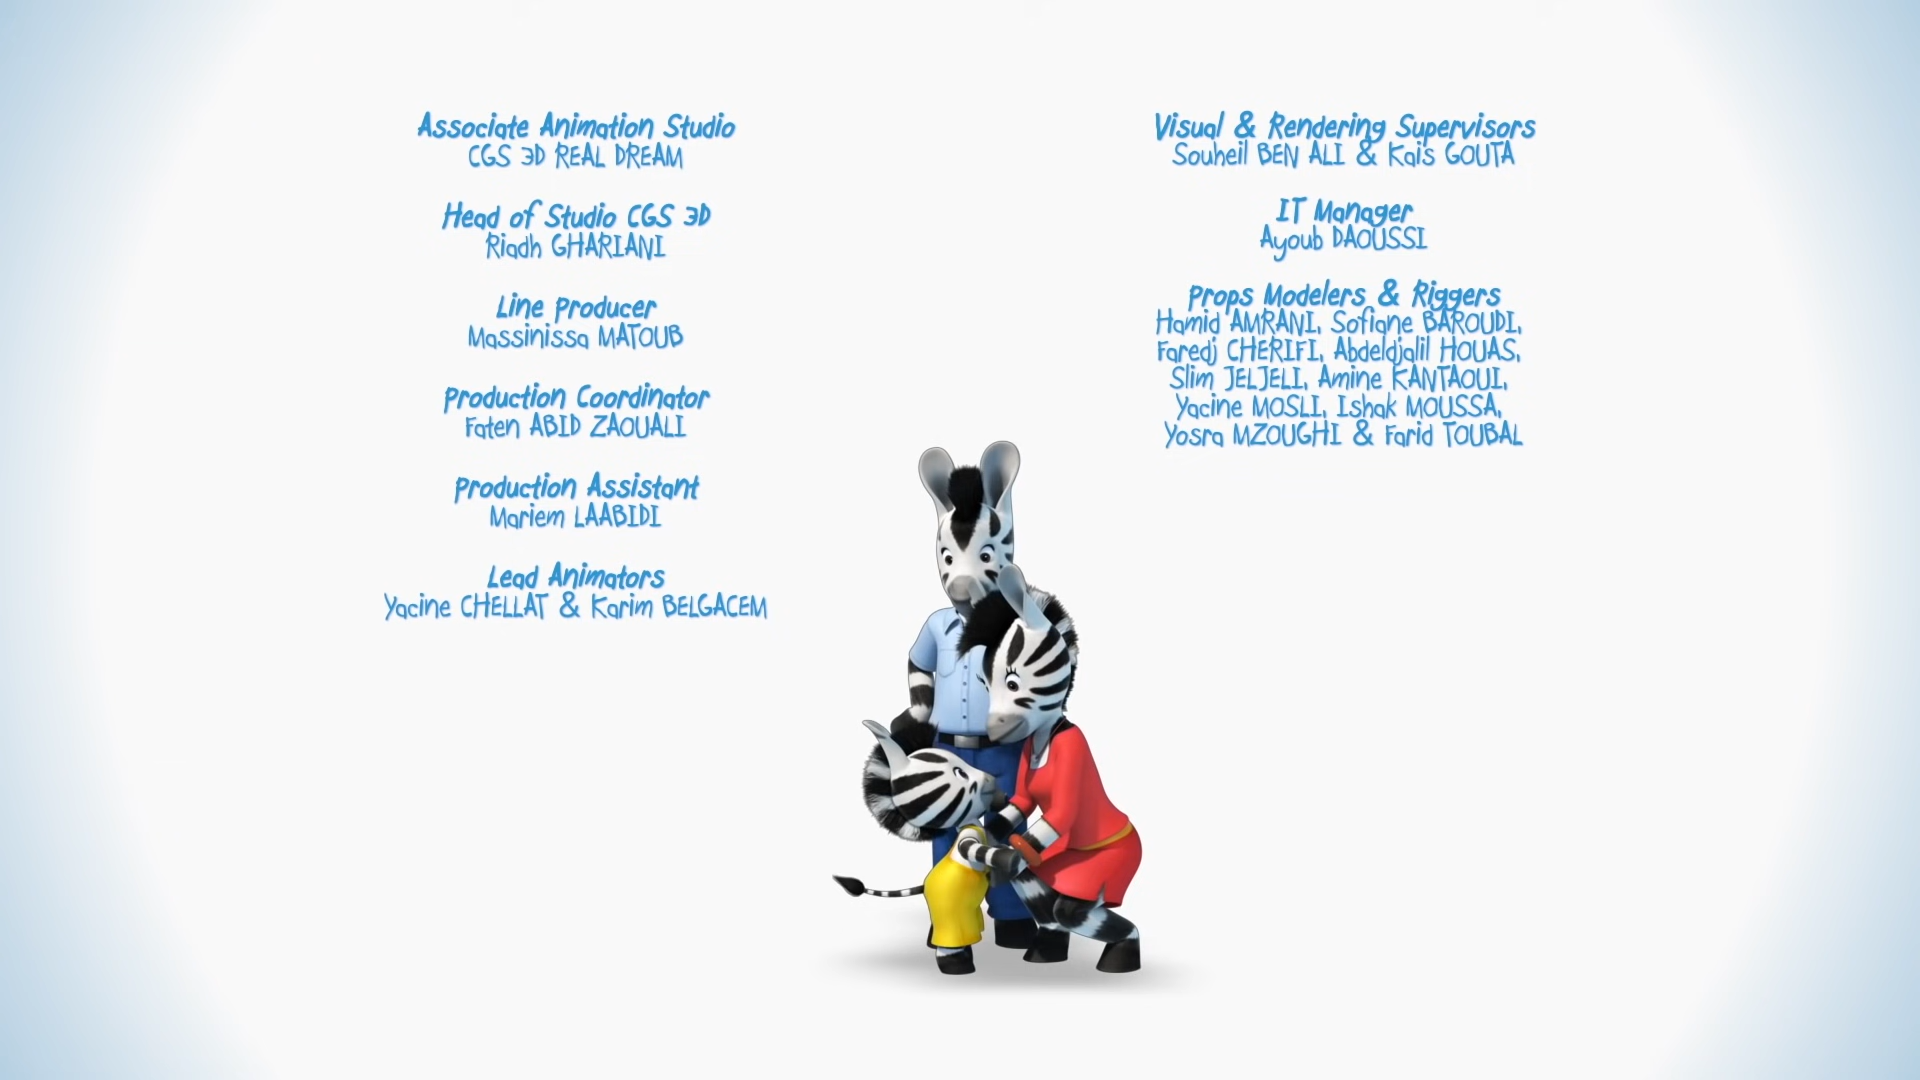 Associate Animation Studio
CGS 3D REAL DREAM
Head of Studio CGS 3D
Riadh GHARIANI
Line Producer
Massinissa MATOUB
Production Coordinator
Faten ABID ZAOUALI
Production Assistant
Mariem LAABIDI
Lead Animators
Yacine CHELLAT & Karim BELGACEM
Visual & Rendering Supervisors
Souheil BEN ALI & Kais GOUTA
IT Manager
Ayoub DAOUSSI
Props Modelers & Riggers
Hamid AMRANI, Sofiane BAROUDI,
Faredj CHERIFI, Abdeldjalil HOUAS,
Slim JELJELI, Amine KANTAOUI,
Yacine MOSLI, Ishak MOUSSA,
Yosra MZOUGHI & Farid TOUBAL